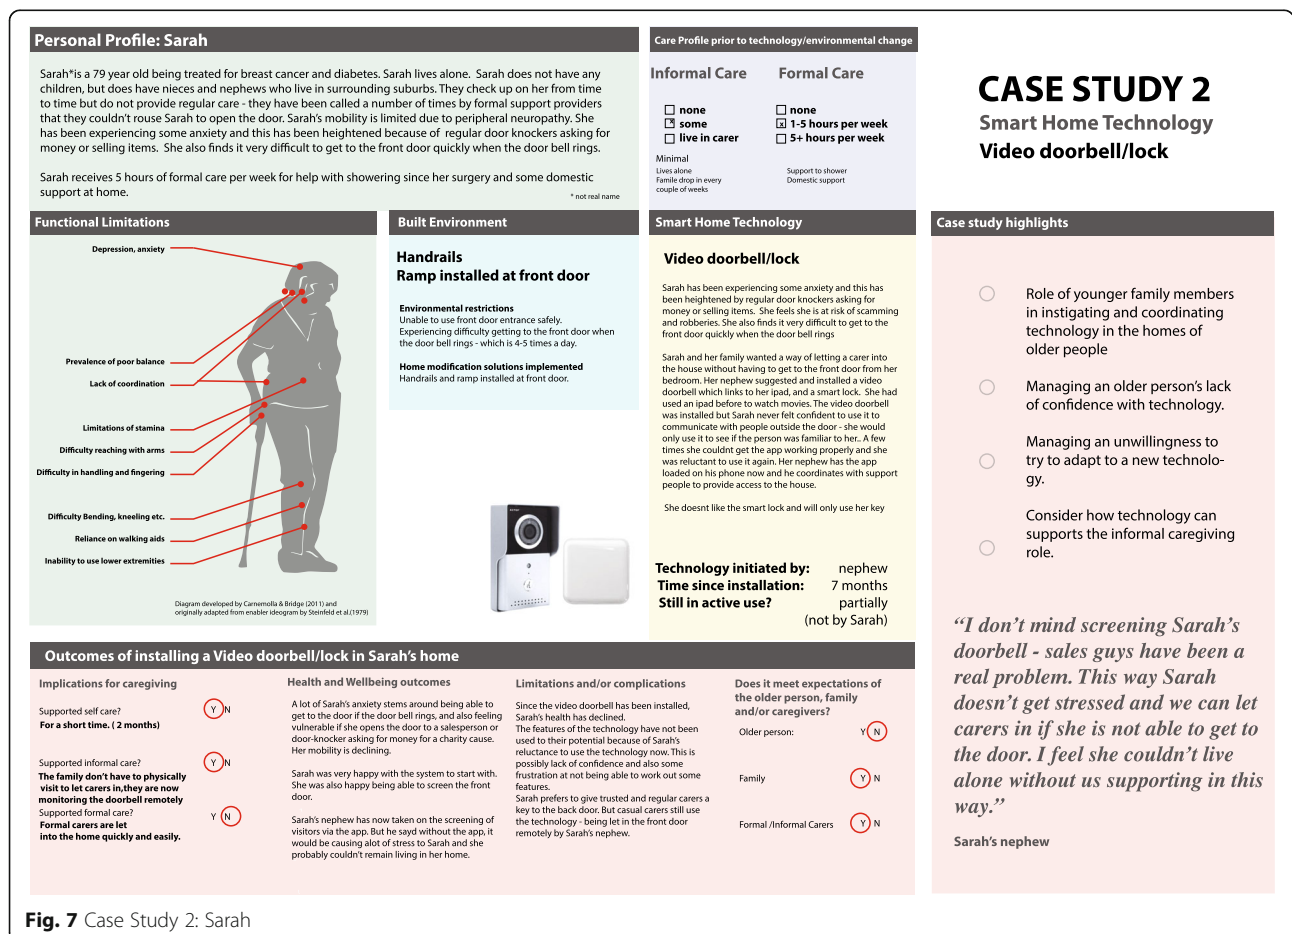 Personal Profile: Sarah
Sarah*is a 79 year old being treated for breast cancer and diabetes. Sarah lives alone. Sarah does not have any
children, but does have nieces and nephews who live in surrounding suburbs. They check up on her from time
to time but do not provide regular care - they have been called a number of times by formal support providers
that they couldn't rouse Sarah to open the door. Sarah's mobility is limited due to peripheral neuropathy. She
has been experiencing some anxiety and this has been heightened because of regular door knockers asking for
money or selling items. She also finds it very difficult to get to the front door quickly when the door bell rings.
Sarah receives 5 hours of formal care per week for help with showering since her surgery and some domestic
support at home.
* not real name
Care Profile prior to technology/environmental change
Informal Care
none
x some
live in carer
Minimal
Lives alone
Famile drop in every
couple of weeks
Formal Care
none
x 1-5 hours per week
5+ hours per week
Support to shower
Domestic support
CASE STUDY 2
Smart Home Technology
Video doorbell/lock
Functional Limitations
Depression, anxiety
Prevalence of poor balance
Lack of coordination
Limitations of stamina
Difficulty reaching with arms
Difficulty in handling and fingering
Difficulty Bending, kneeling etc.
Reliance on walking aids
Inability to use lower extremities
Diagram developed by Carnemolla & Bridge (2011) and
originally adapted from enabler ideogram by Steinfeld et al.(1979)
Built Environment
Handrails
Ramp installed at front door
Environmental restrictions
Unable to use front door entrance safely.
Experiencing difficulty getting to the front door when
the door bell rings - which is 4-5 times a day.
Home modification solutions implemented
Handrails and ramp installed at front door.
Smart Home Technology
Video doorbell/lock
Sarah has been experiencing some anxiety and this has
been heightened by regular door knockers asking for
money or selling items. She feels she is at risk of scamming
and robberies. She also finds it very difficult to get to the
front door quickly when the door bell rings
Sarah and her family wanted a way of letting a carer into
the house without having to get to the front door from her
bedroom. Her nephew suggested and installed a video
doorbell which links to her ipad, and a smart lock. She had
used an ipad before to watch movies. The video doorbell
was installed but Sarah never felt confident to use it to
communicate with people outside the door - she would
only use it to see if the person was familiar to her.. A few
times she couldnt get the app working properly and she
was reluctant to use it again. Her nephew has the app
loaded on his phone now and he coordinates with support
people to provide access to the house.
She doesnt like the smart lock and will only use her key
Technology initiated by: nephew
Time since installation: 7 months
Still in active use? partially
(not by Sarah)
Case study highlights
Role of younger family members
in instigating and coordinating
technology in the homes of
older people
Managing an older person's lack
of confidence with technology.
Managing an unwillingness to
try to adapt to a new technolo-
gy.
Consider how technology can
supports the informal caregiving
role.
"I don't mind screening Sarah's
doorbell - sales guys have been a
real problem. This way Sarah
doesn't get stressed and we can let
carers in if she is not able to get to
the door. I feel she couldn't live
alone without us supporting in this
way."
Sarah's nephew
Outcomes of installing a Video doorbell/lock in Sarah's home
Implications for caregiving
Supported self care? Y N
For a short time. ( 2 months)
Supported informal care? Y N
The family don't have to physically
visit to let carers in,they are now
monitoring the doorbell remotely
Supported formal care? Y N
Formal carers are let
into the home quickly and easily.
Health and Wellbeing outcomes
A lot of Sarah's anxiety stems around being able to
get to the door if the door bell rings, and also feeling
vulnerable if she opens the door to a salesperson or
door-knocker asking for money for a charity cause.
Her mobility is declining.
Sarah was very happy with the system to start with.
She was also happy being able to screen the front
door.
Sarah's nephew has now taken on the screening of
visitors via the app. But he sayd without the app, it
would be causing alot of stress to Sarah and she
probably couldn't remain living in her home.
Limitations and/or complications
Since the video doorbell has been installed,
Sarah's health has declined.
The features of the technology have not been
used to their potential because of Sarah's
reluctance to use the technology now. This is
possibly lack of confidence and also some
frustration at not being able to work out some
features.
Sarah prefers to give trusted and regular carers a
key to the back door. But casual carers still use
the technology - being let in the front door
remotely by Sarah's nephew.
Does it meet expectations of
the older person, family
and/or caregivers?
Older person: Y N
Family Y N
Formal /Informal Carers Y N
Fig. 7 Case Study 2: Sarah